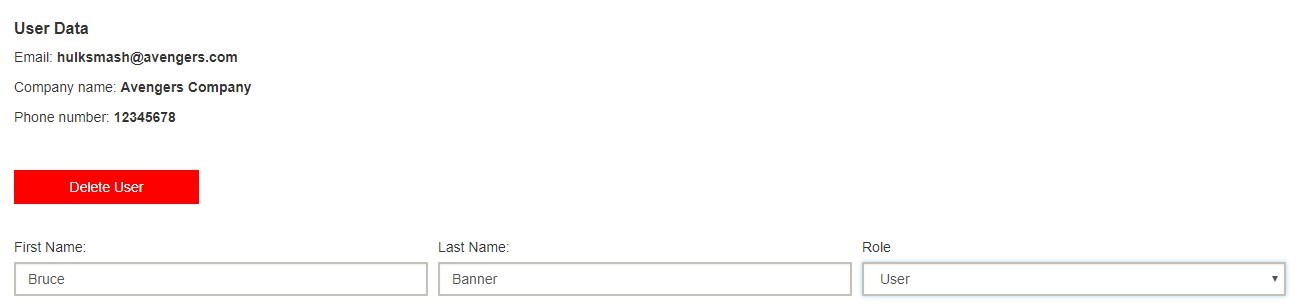 User Data
Email: hulksmash@avengers.com
Company name: Avengers Company
Phone number: 12345678
Delete User
First Name: Last Name: Role
Bruce Banner User